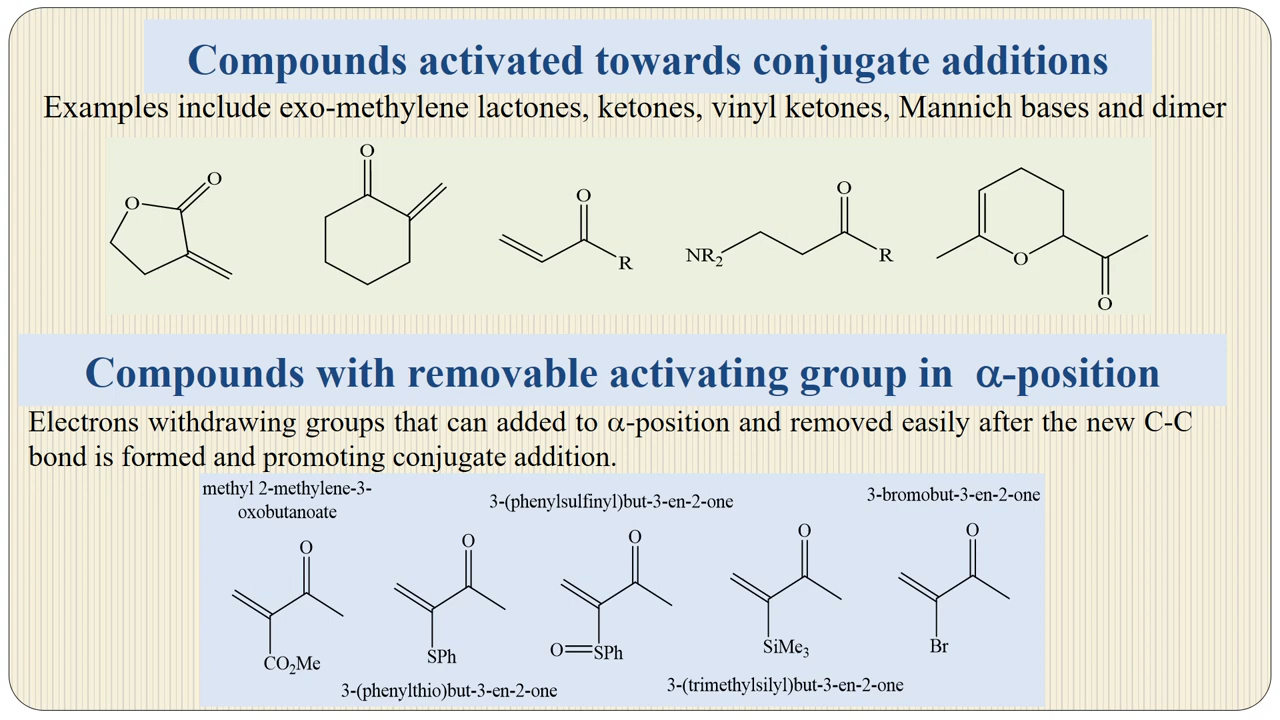 Compounds activated towards conjugate additions
Examples include exo-methylene lactones, ketones, vinyl ketones, Mannich bases and dimer
O
O
O
O
R
NR₂
O
R
O
O
Compounds with removable activating group in α-position
Electrons withdrawing groups that can added to α-position and removed easily after the new C-C
bond is formed and promoting conjugate addition.
methyl 2-methylene-3-
oxobutanoate
3-(phenylsulfinyl)but-3-en-2-one
3-bromobut-3-en-2-one
O
CO₂Me
O
SPh
O
O
SPh
O
SiMe₃
O
Br
3-(phenylthio)but-3-en-2-one
3-(trimethylsilyl)but-3-en-2-one